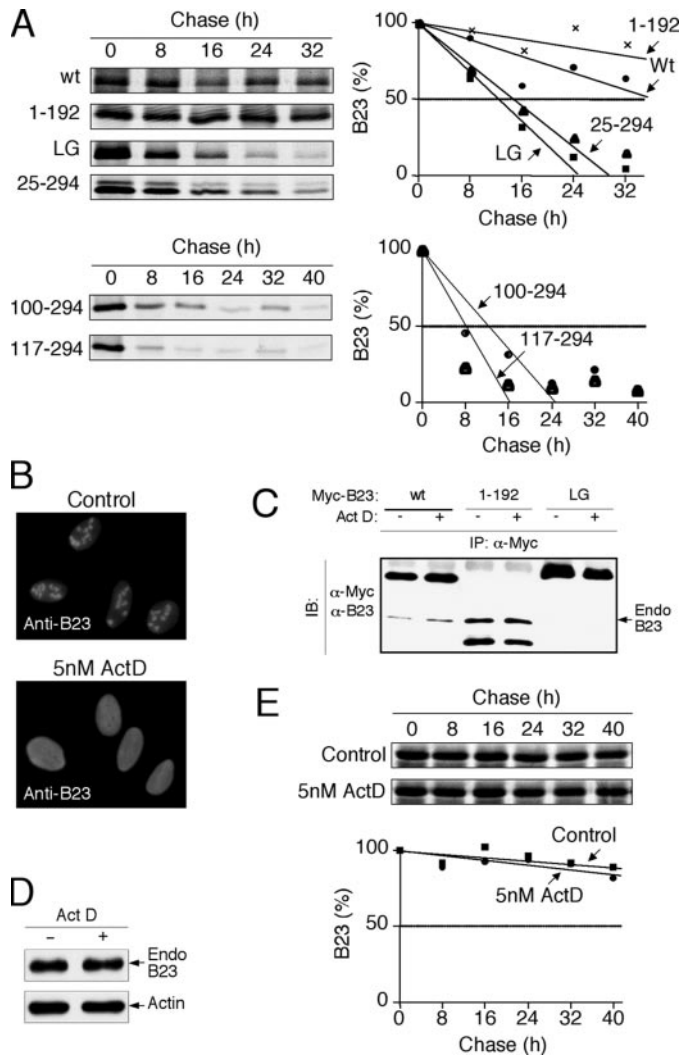 A
Chase (h)
0 8 16 24 32
wt
1-192
LG
25-294
B23 (%)
100
50
0
1-192
Wt
25-294
LG
0 8 16 24 32
Chase (h)
Chase (h)
0 8 16 24 32 40
100-294
117-294
B23 (%)
100
50
0
100-294
117-294
0 8 16 24 32 40
Chase (h)
B
Control
Anti-B23
5nM ActD
Anti-B23
C
Myc-B23: wt 1-192 LG
Act D: - + - + - +
IP: α-Myc
IB:
α-Myc
α-B23
Endo
B23
D
Act D
− +
Endo
B23
Actin
E
Chase (h)
0 8 16 24 32 40
Control
5nM ActD
B23 (%)
100
50
0
Control
5nM ActD
0 8 16 24 32 40
Chase (h)